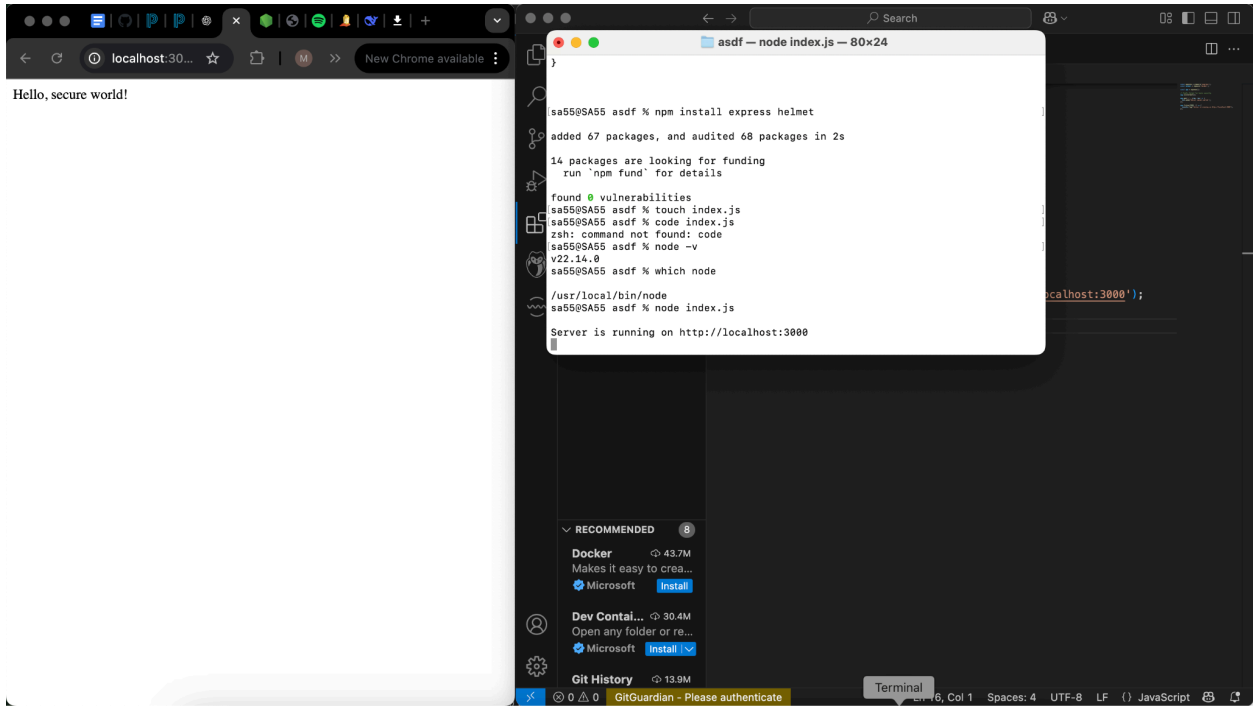 localhost:30...
M
New Chrome available
Hello, secure world!
Search
asdf — node index.js — 80×24
}
[sa55@SA55 asdf % npm install express helmet ]
added 67 packages, and audited 68 packages in 2s
14 packages are looking for funding
run `npm fund` for details
found 0 vulnerabilities
[sa55@SA55 asdf % touch index.js ]
[sa55@SA55 asdf % code index.js ]
zsh: command not found: code
[sa55@SA55 asdf % node -v ]
v22.14.0
sa55@SA55 asdf % which node
/usr/local/bin/node
sa55@SA55 asdf % node index.js
Server is running on http://localhost:3000
ocalhost:3000');
RECOMMENDED 8
Docker 43.7M
Makes it easy to crea...
Microsoft Install
Dev Contai... 30.4M
Open any folder or re...
Microsoft Install
Git History 13.9M
Terminal
0 0 GitGuardian - Please authenticate 6, Col 1 Spaces: 4 UTF-8 LF {} JavaScript